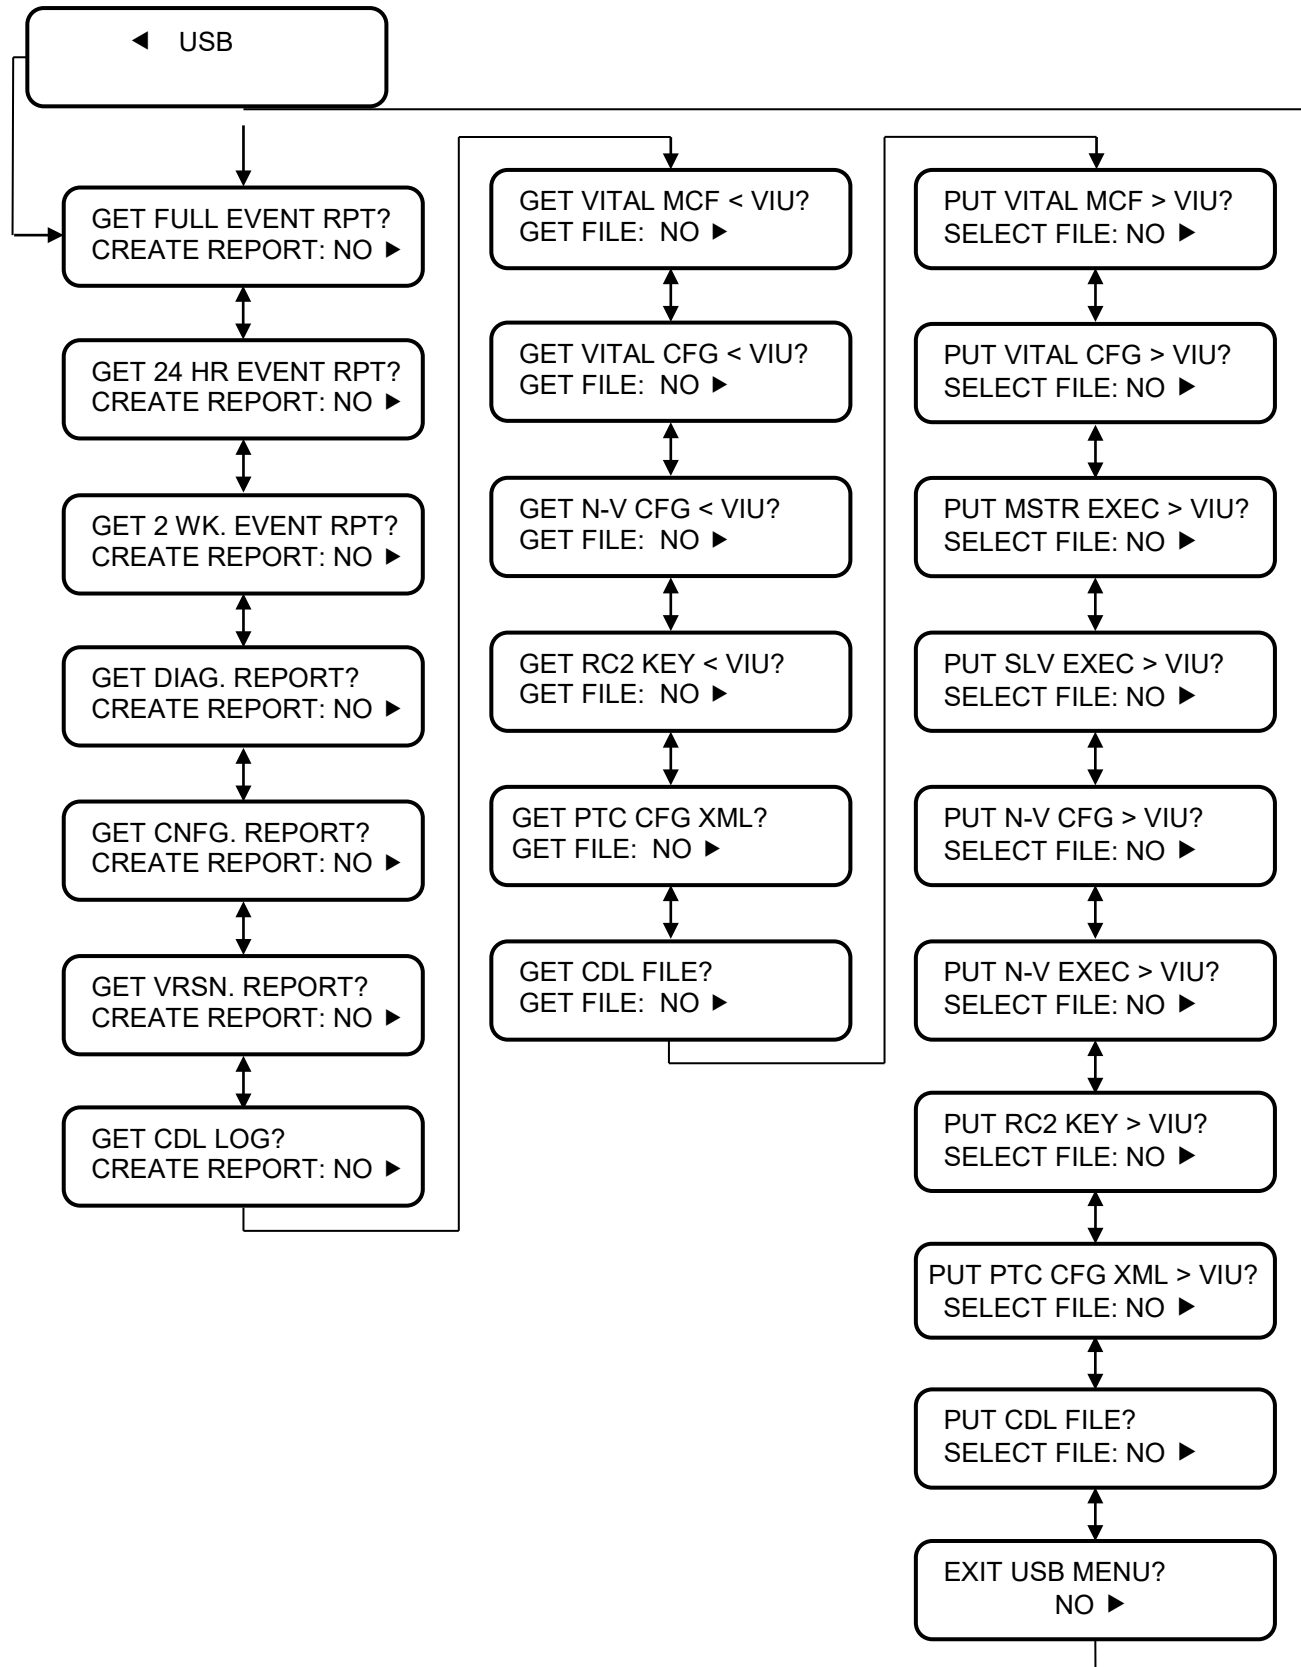 ◄ USB
GET FULL EVENT RPT?
CREATE REPORT: NO ►
GET 24 HR EVENT RPT?
CREATE REPORT: NO ►
GET 2 WK. EVENT RPT?
CREATE REPORT: NO ►
GET DIAG. REPORT?
CREATE REPORT: NO ►
GET CNFG. REPORT?
CREATE REPORT: NO ►
GET VRSN. REPORT?
CREATE REPORT: NO ►
GET CDL LOG?
CREATE REPORT: NO ►
GET VITAL MCF < VIU?
GET FILE: NO ►
GET VITAL CFG < VIU?
GET FILE: NO ►
GET N-V CFG < VIU?
GET FILE: NO ►
GET RC2 KEY < VIU?
GET FILE: NO ►
GET PTC CFG XML?
GET FILE: NO ►
GET CDL FILE?
GET FILE: NO ►
PUT VITAL MCF > VIU?
SELECT FILE: NO ►
PUT VITAL CFG > VIU?
SELECT FILE: NO ►
PUT MSTR EXEC > VIU?
SELECT FILE: NO ►
PUT SLV EXEC > VIU?
SELECT FILE: NO ►
PUT N-V CFG > VIU?
SELECT FILE: NO ►
PUT N-V EXEC > VIU?
SELECT FILE: NO ►
PUT RC2 KEY > VIU?
SELECT FILE: NO ►
PUT PTC CFG XML > VIU?
SELECT FILE: NO ►
PUT CDL FILE?
SELECT FILE: NO ►
EXIT USB MENU?
NO ►